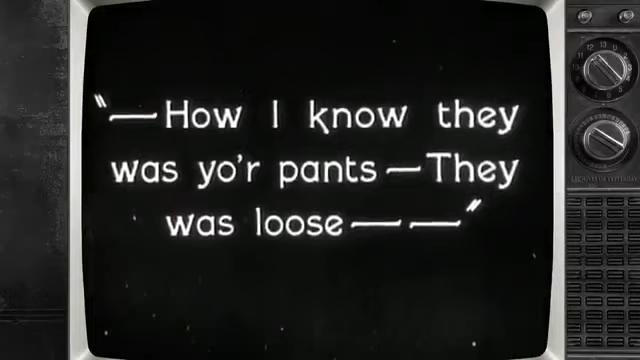 "—How I know they
was yo'r pants—They
was loose— —"